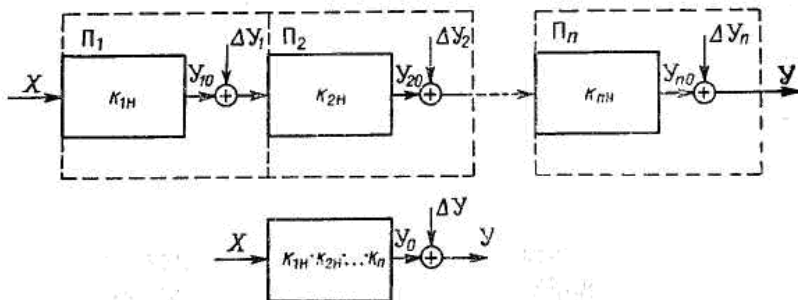 П₁ ΔУ₁ П₂ ΔУ₂ Пn ΔУn
X К₁н У₁₀ К₂н У₂₀ Кnн Уn0 У
ΔУ
X К₁н·К₂н·...·Кn У₀ У